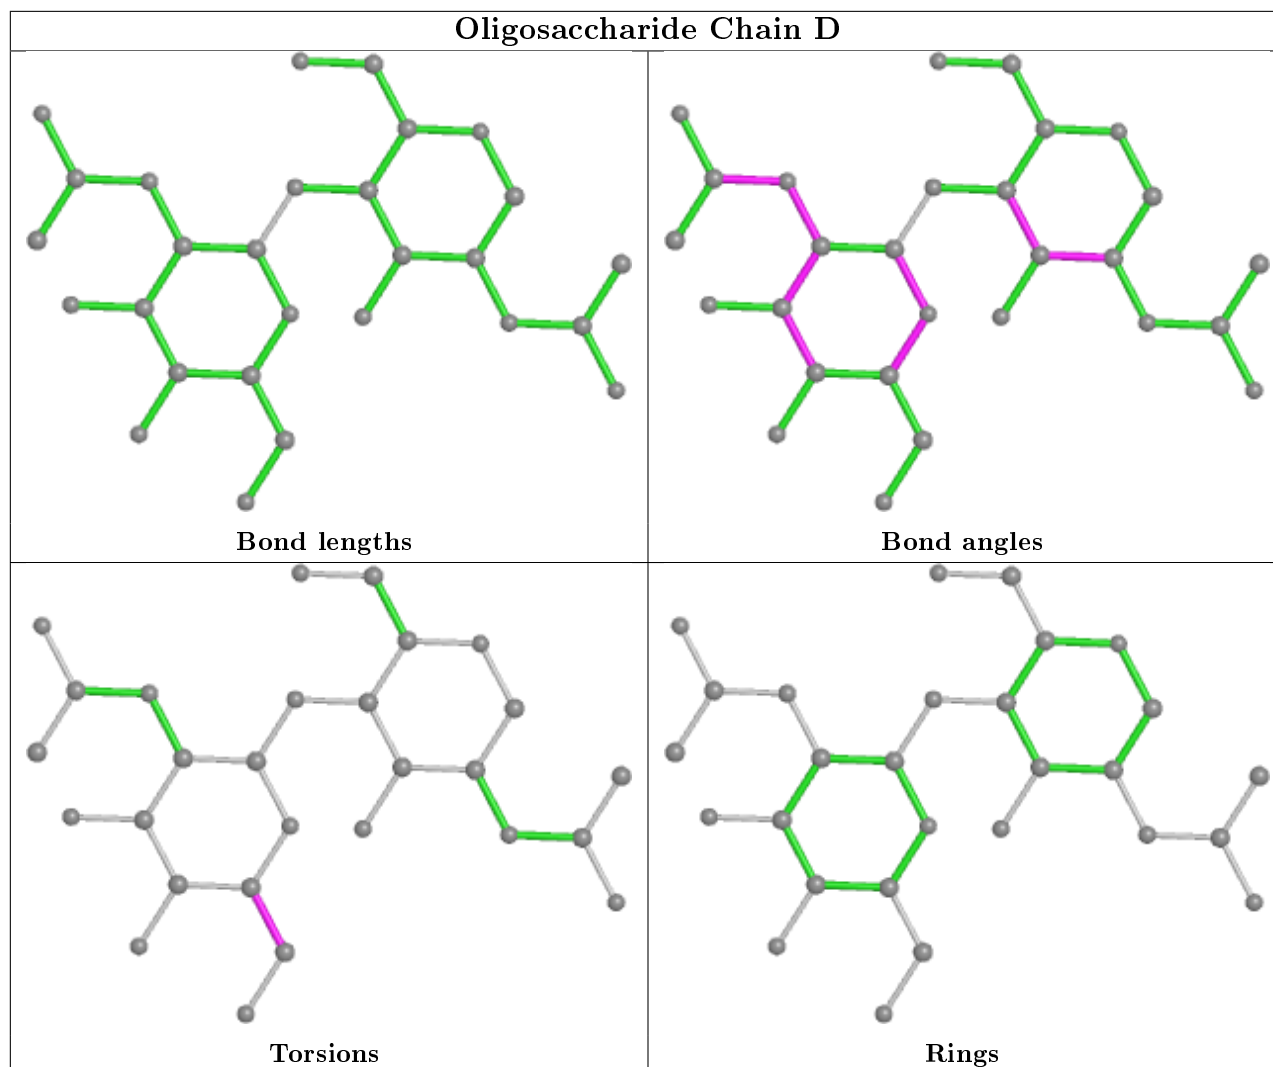 Oligosaccharide Chain D
Bond lengths
Bond angles
Torsions
Rings